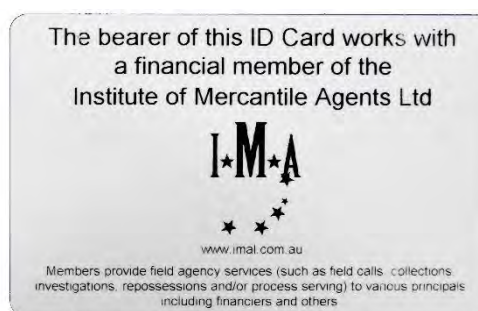 The bearer of this ID Card works with
a financial member of the
Institute of Mercantile Agents Ltd
I★M★A
www.imal.com.au
Members provide field agency services (such as field calls, collections,
investigations, repossessions and/or process serving) to various principals
including financiers and others